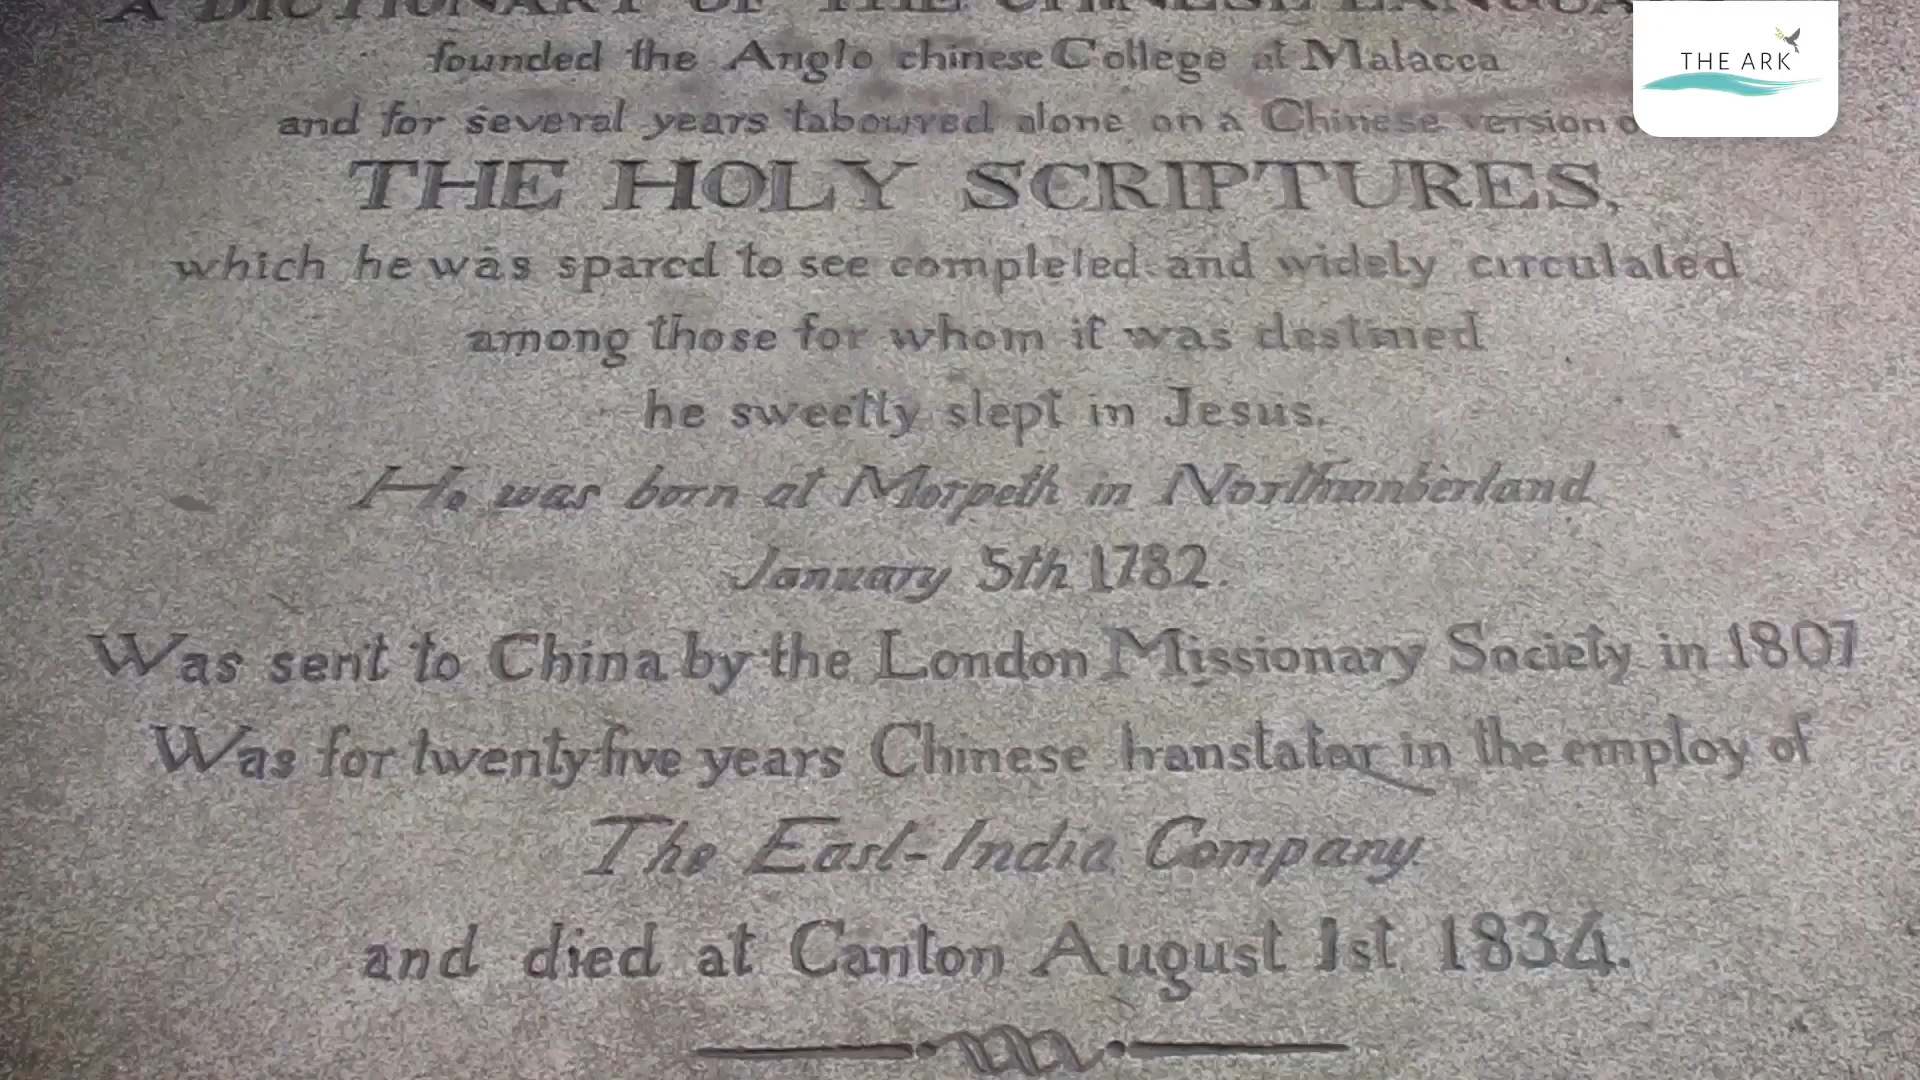 A DICTIONARY OF THE CHINESE
founded the Anglo chinese College at Malacca
and for several years laboured alone on a Chinese version
THE HOLY SCRIPTURES,
which he was spared to see completed and widely circulated
among those for whom it was destined
he sweetly slept in Jesus.
He was born at Morpeth in Northumberland
January 5th 1782.
Was sent to China by the London Missionary Society in 1807
Was for twenty five years Chinese translator in the employ of
The East-India Company.
and died at Canton August 1st 1834.
THE ARK